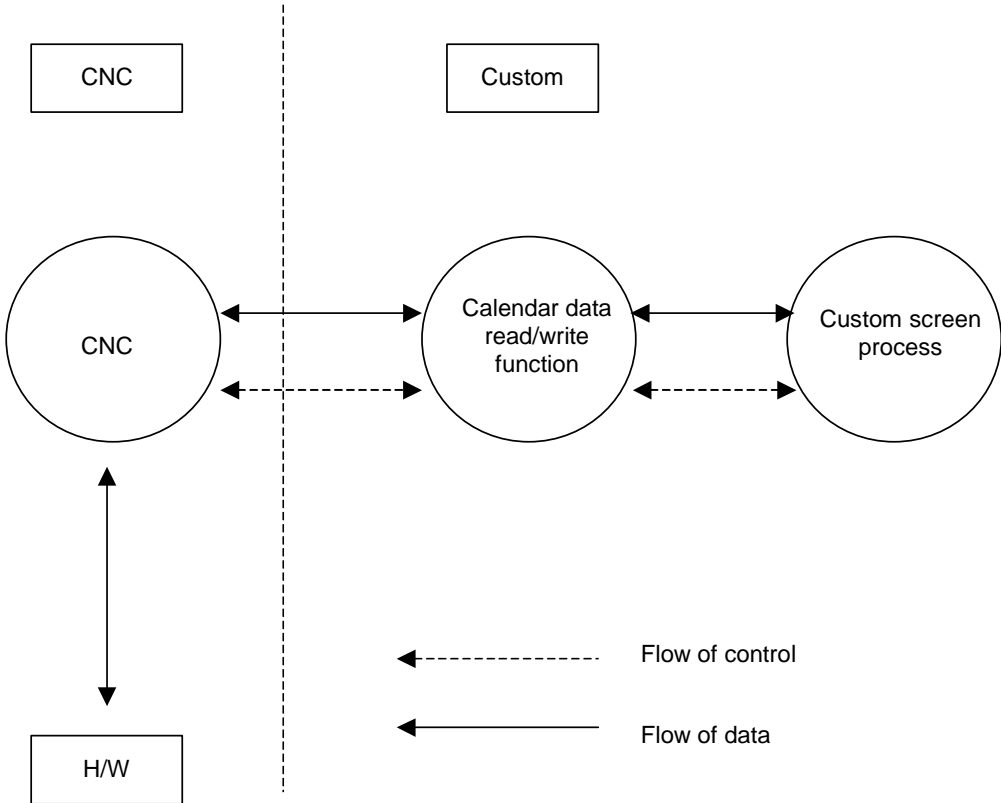 CNC
Custom
CNC
Calendar data
read/write
function
Custom screen
process
Flow of control
Flow of data
H/W